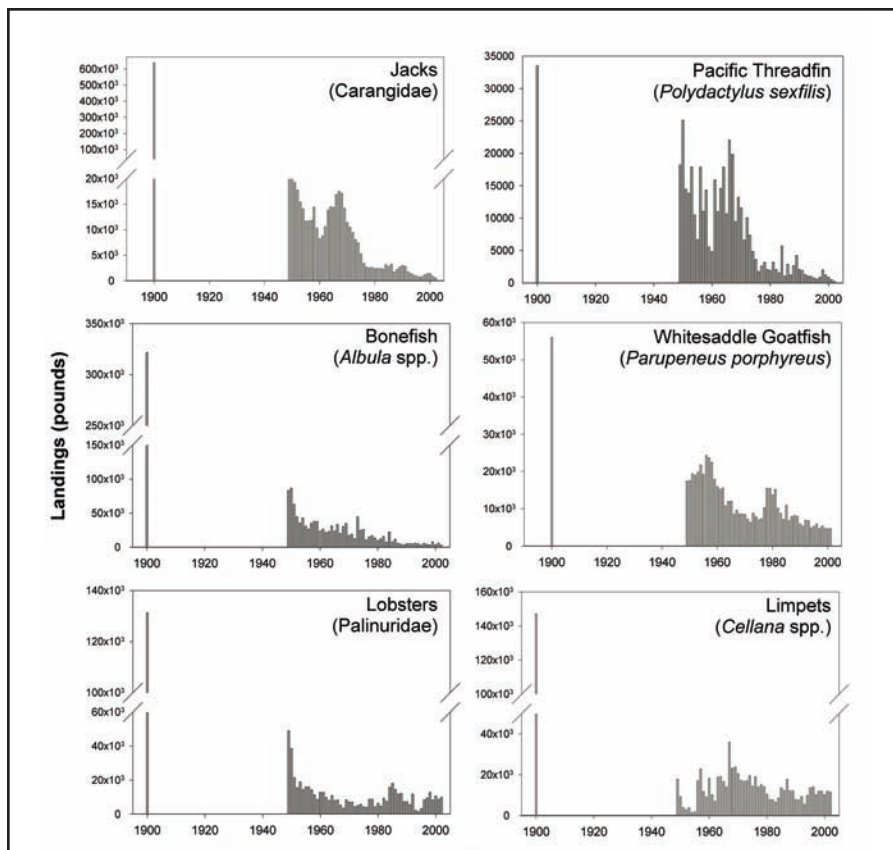 Landings (pounds)
Jacks
(Carangidae)
600x10³
500x10³
400x10³
300x10³
200x10³
100x10³
20x10³
15x10³
10x10³
5x10³
0
1900 1920 1940 1960 1980 2000
Pacific Threadfin
(Polydactylus sexfilis)
35000
30000
25000
20000
15000
10000
5000
0
1900 1920 1940 1960 1980 2000
Bonefish
(Albula spp.)
350x10³
300x10³
250x10³
150x10³
100x10³
50x10³
0
1900 1920 1940 1960 1980 2000
Whitesaddle Goatfish
(Parupeneus porphyreus)
60x10³
50x10³
40x10³
30x10³
20x10³
10x10³
0
1900 1920 1940 1960 1980 2000
Lobsters
(Palinuridae)
140x10³
120x10³
100x10³
60x10³
40x10³
20x10³
0
1900 1920 1940 1960 1980 2000
Limpets
(Cellana spp.)
160x10³
140x10³
120x10³
100x10³
40x10³
20x10³
0
1900 1920 1940 1960 1980 2000